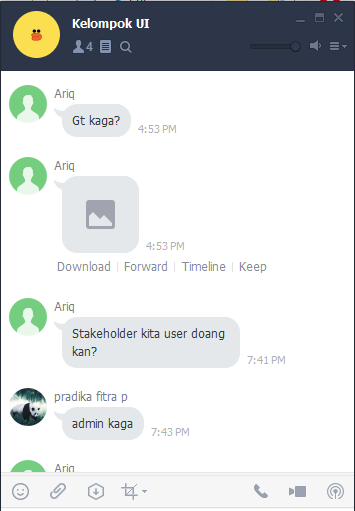 Kelompok UI
4
Ariq
Gt kaga?
4:53 PM
Ariq
4:53 PM
Download | Forward | Timeline | Keep
Ariq
Stakeholder kita user doang
kan?
7:41 PM
pradika fitra p
admin kaga
7:43 PM
Ariq